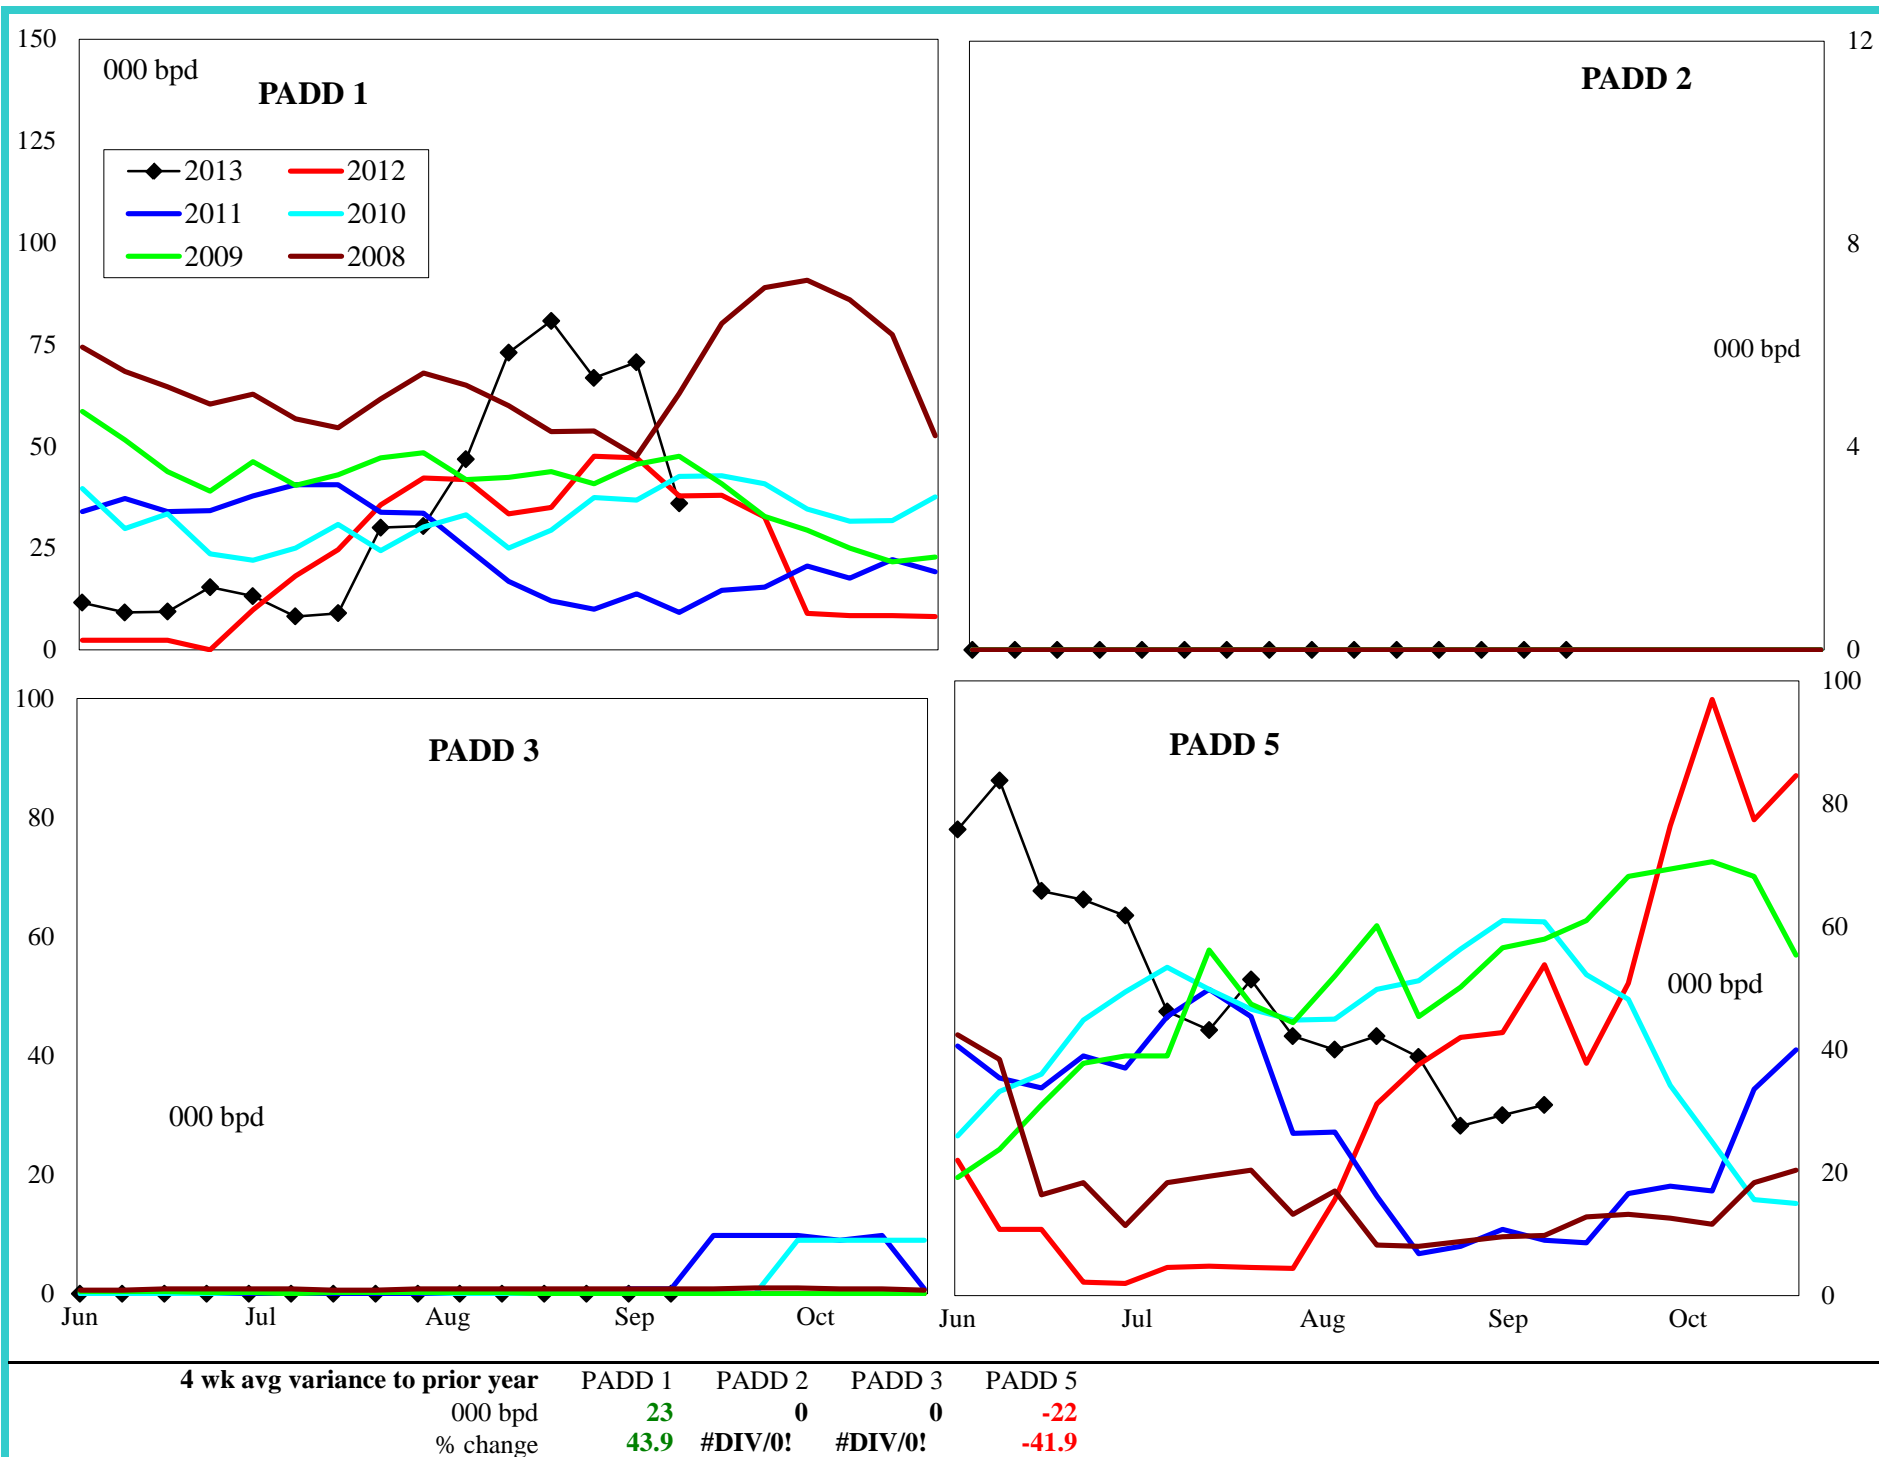 150
125
100
75
50
25
0
000 bpd
PADD 1
2013 2012
2011 2010
2009 2008
PADD 2
000 bpd
12
8
4
0
100
80
60
40
20
0
PADD 3
000 bpd
Jun Jul Aug Sep Oct
PADD 5
000 bpd
100
80
60
40
20
0
Jun Jul Aug Sep Oct
4 wk avg variance to prior year PADD 1 PADD 2 PADD 3 PADD 5
000 bpd 23 0 0 -22
% change 43.9 #DIV/0! #DIV/0! -41.9